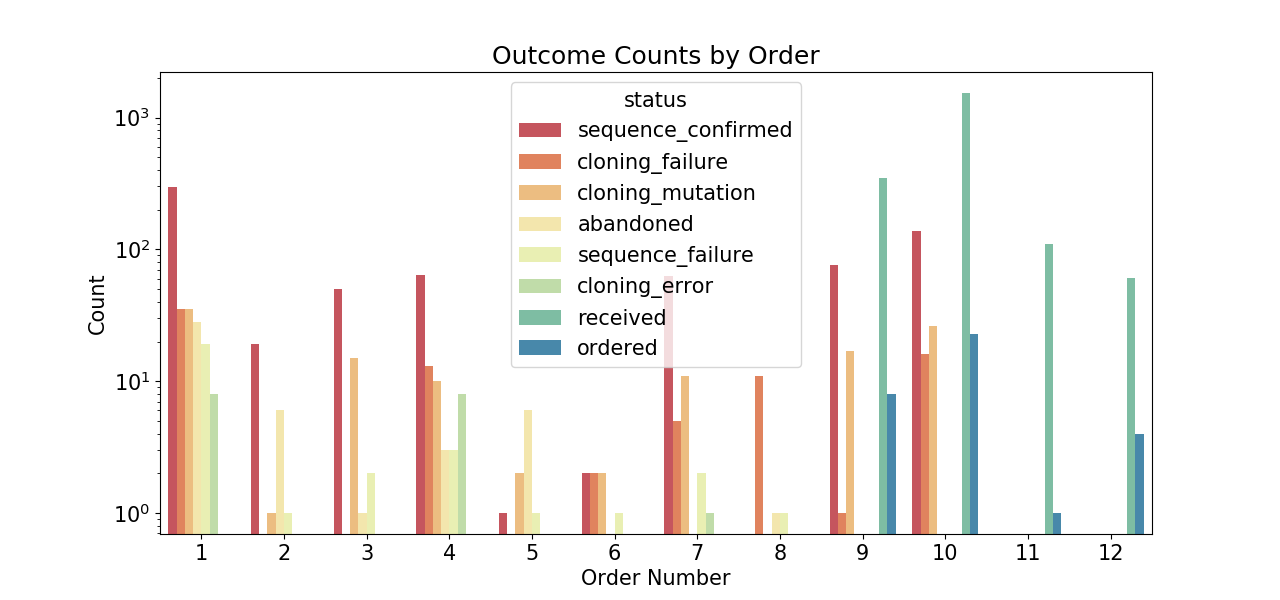 Outcome Counts by Order
status
sequence_confirmed
cloning_failure
cloning_mutation
abandoned
sequence_failure
cloning_error
received
ordered
Count
10³
10²
10¹
10⁰
1 2 3 4 5 6 7 8 9 10 11 12
Order Number